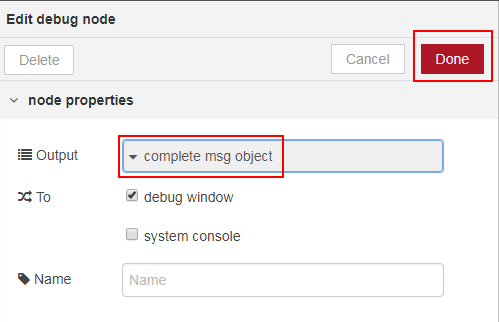 Edit debug node
Delete
Cancel
Done
node properties
Output
complete msg object
To
debug window
system console
Name
Name